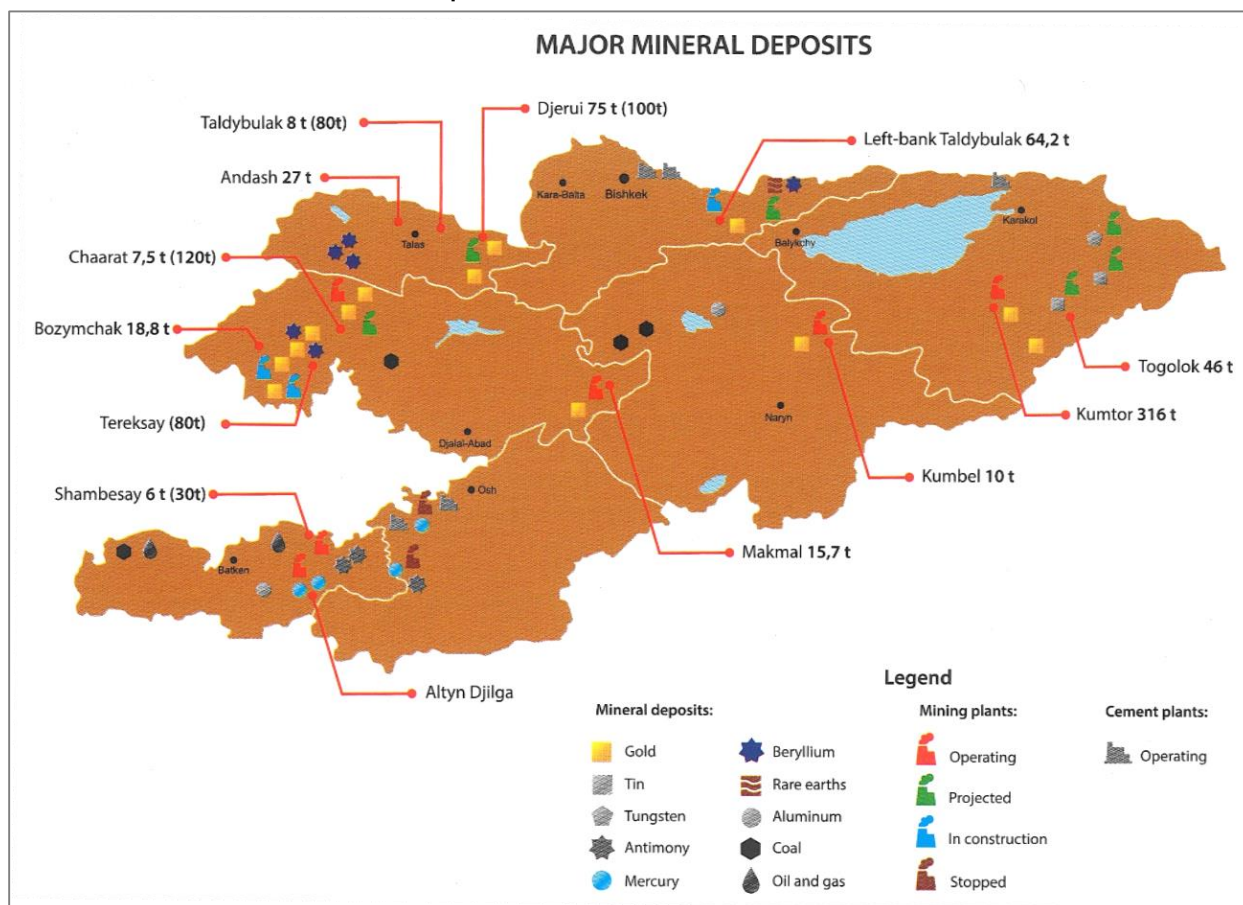 MAJOR MINERAL DEPOSITS
Djerui 75 t (100t)
Taldybulak 8 t (80t)
Left-bank Taldybulak 64,2 t
Andash 27 t
Kara-Balta
Bishkek
Karakol
Talas
Balykchy
Chaarat 7,5 t (120t)
Bozymchak 18,8 t
Togolok 46 t
Naryn
Kumtor 316 t
Tereksay (80t)
Djalal-Abad
Kumbel 10 t
Shambesay 6 t (30t)
Osh
Makmal 15,7 t
Batken
Altyn Djilga
Legend
Mineral deposits:
Mining plants:
Cement plants:
Gold
Beryllium
Operating
Operating
Tin
Rare earths
Projected
Tungsten
Aluminum
In construction
Antimony
Coal
Stopped
Mercury
Oil and gas